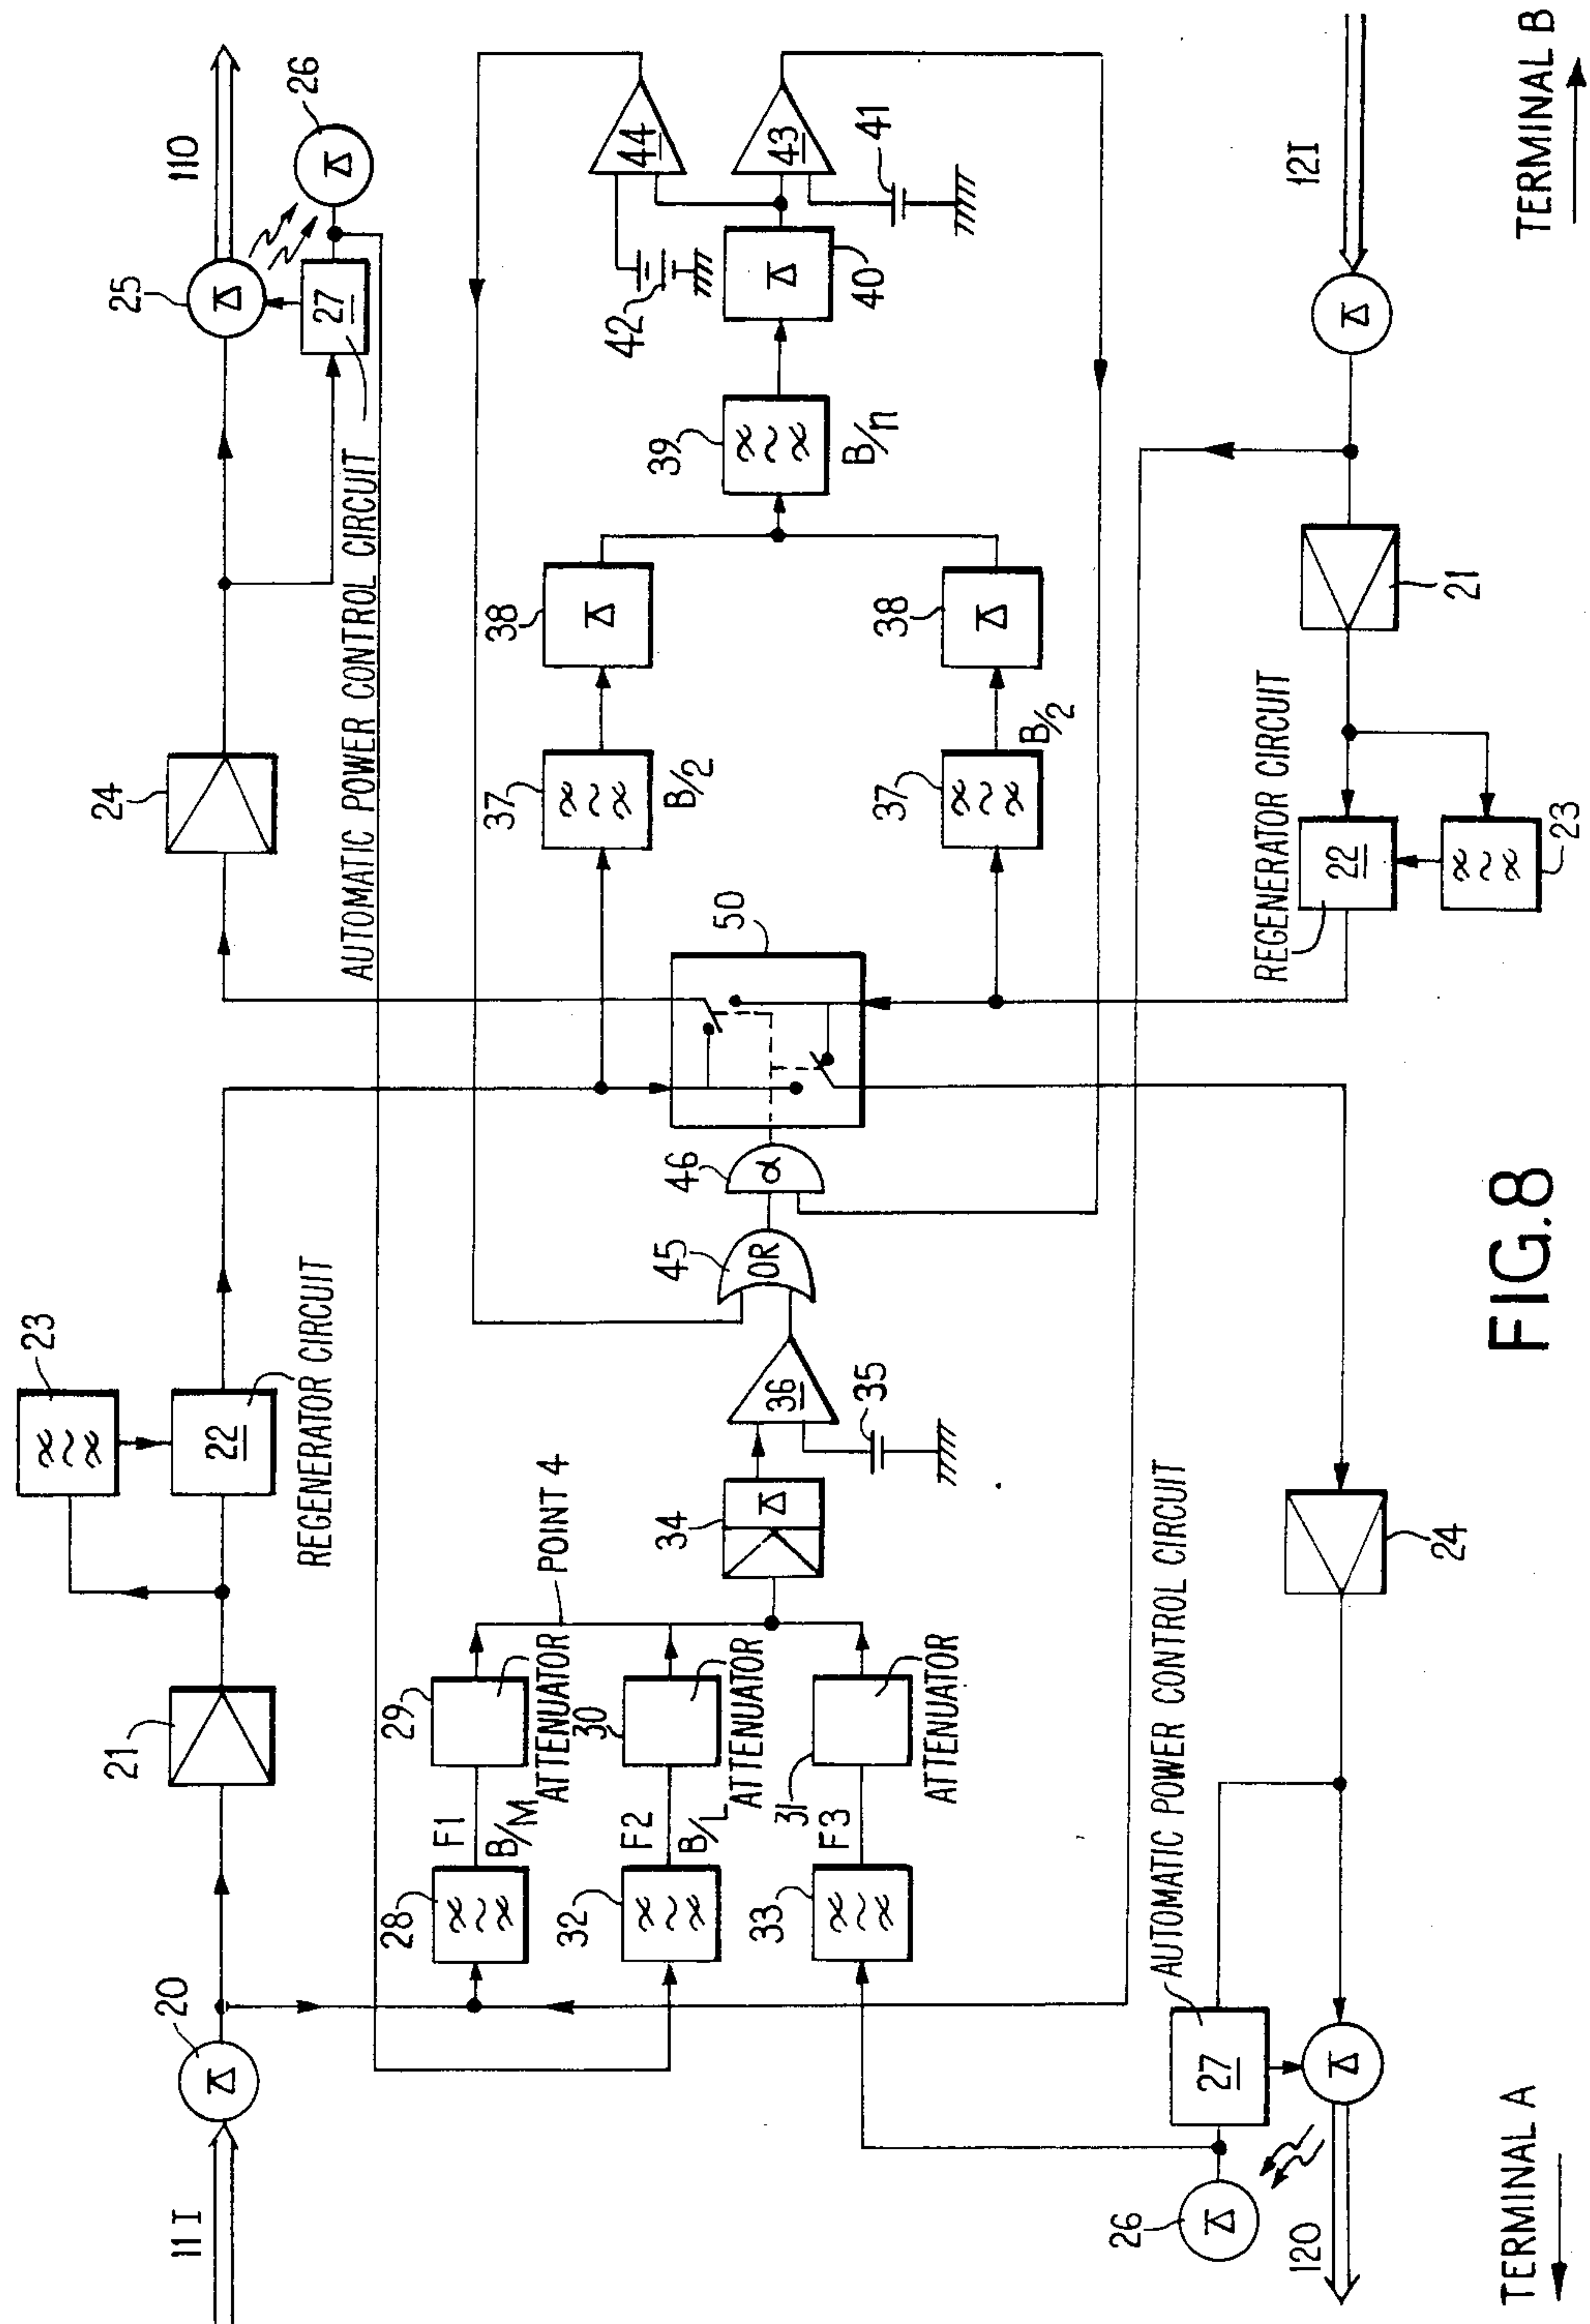 11 I
20
21
23
22
REGENERATOR CIRCUIT
24
25
110
26
27
AUTOMATIC POWER CONTROL CIRCUIT
28
F1
B/M
29
ATTENUATOR
POINT 4
32
F2
B/L
30
ATTENUATOR
33
F3
31
ATTENUATOR
34
36
35
45
OR
46
α
50
37
B/2
38
37
B/2
38
39
B/n
40
42
41
44
43
26
120
27
AUTOMATIC POWER CONTROL CIRCUIT
24
REGENERATOR CIRCUIT
22
23
21
12I
TERMINAL A
FIG.8
TERMINAL B